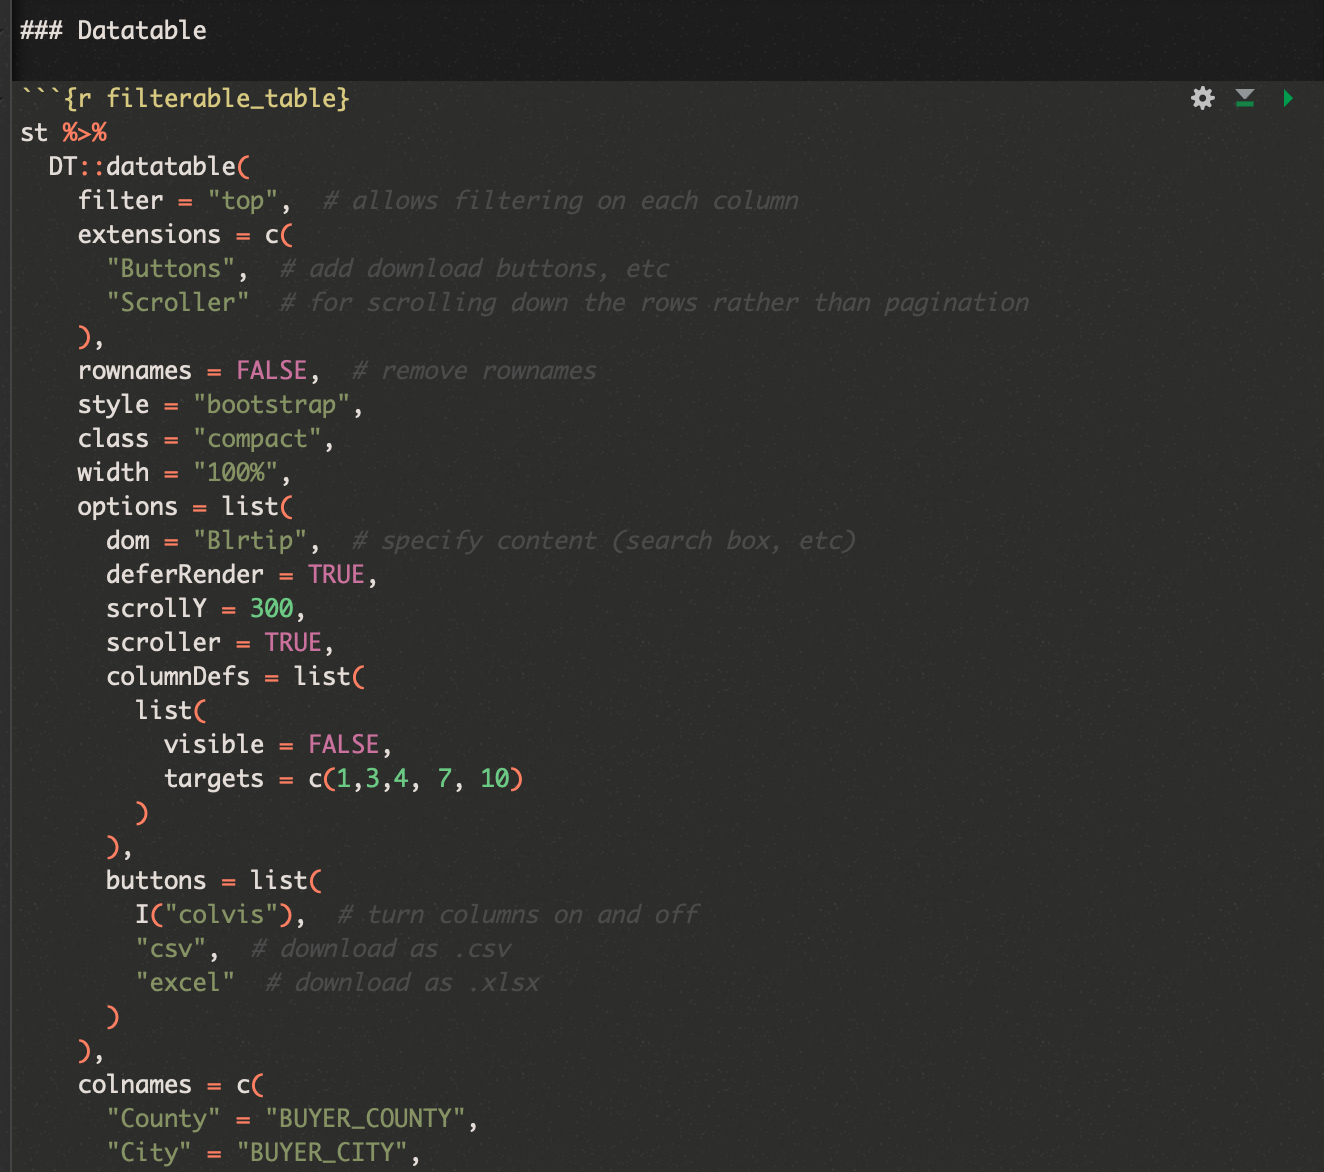 ### Datatable
```{r filterable_table}
st %>%
  DT::datatable(
    filter = "top",  # allows filtering on each column
    extensions = c(
      "Buttons",  # add download buttons, etc
      "Scroller"  # for scrolling down the rows rather than pagination
    ),
    rownames = FALSE,  # remove rownames
    style = "bootstrap",
    class = "compact",
    width = "100%",
    options = list(
      dom = "Blrtip",  # specify content (search box, etc)
      deferRender = TRUE,
      scrollY = 300,
      scroller = TRUE,
      columnDefs = list(
        list(
          visible = FALSE,
          targets = c(1,3,4, 7, 10)
        )
      ),
      buttons = list(
        I("colvis"),  # turn columns on and off
        "csv",  # download as .csv
        "excel"  # download as .xlsx
      )
    ),
    colnames = c(
      "County" = "BUYER_COUNTY",
      "City" = "BUYER_CITY",